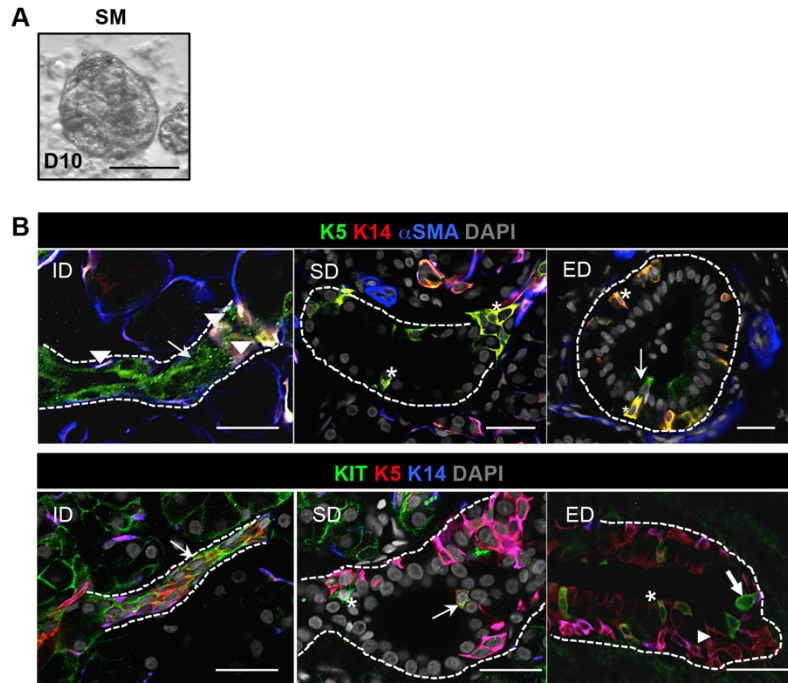 A
SM
D10
B
K5 K14 αSMA DAPI
ID
SD
ED
*
*
*
*
KIT K5 K14 DAPI
ID
SD
ED
*
*